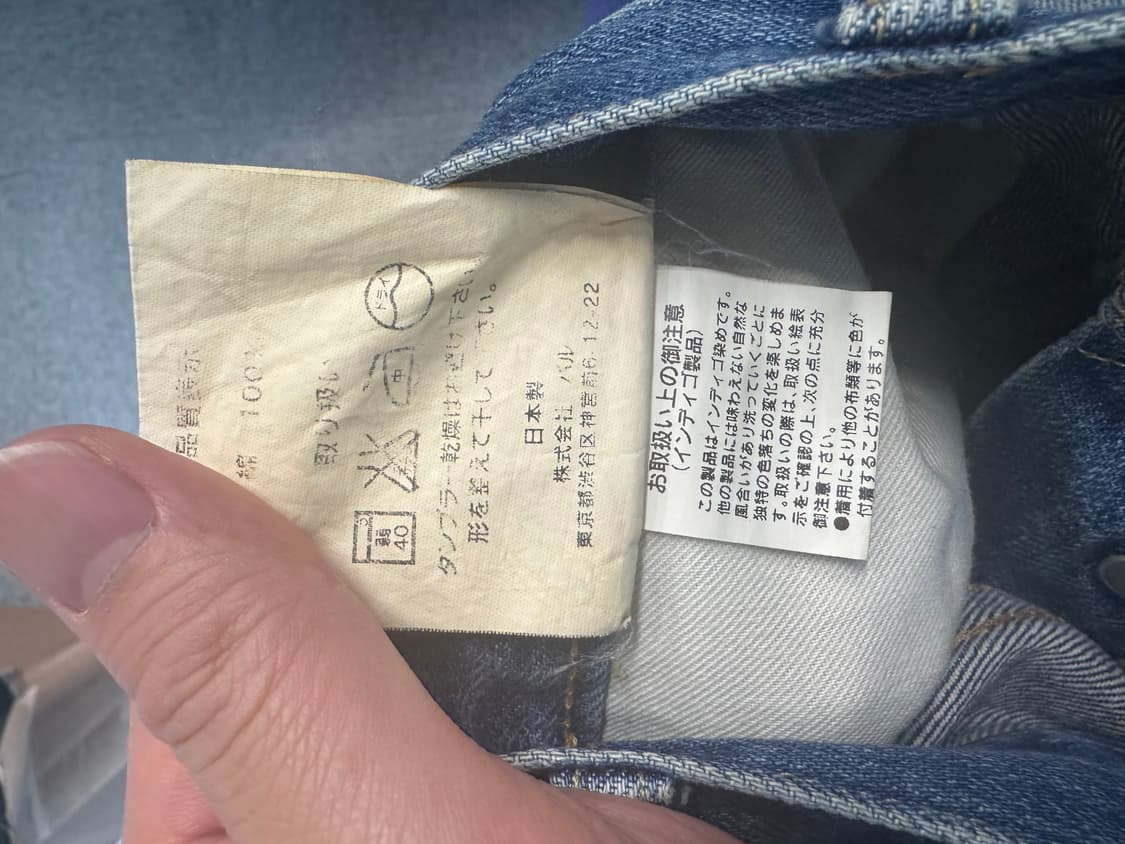 品質表示
綿 100%
取り扱い
弱
40
中
ドライ
タンブラー乾燥はお避け下さい
形を整えて干して下さい。
日本製
株式会社 バル
東京都渋谷区神宮前6-12-22
お取扱い上の御注意
(インディゴ製品)
この製品はインディゴ染めです。
他の製品には味わえない自然な
風合いがあり洗っていくごとに
独特の色落ちの変化を楽しめま
す。取扱いの際は、取扱い絵表
示をご確認の上、次の点に充分
御注意下さい。
●着用により他の布類等に色が
付着することがあります。